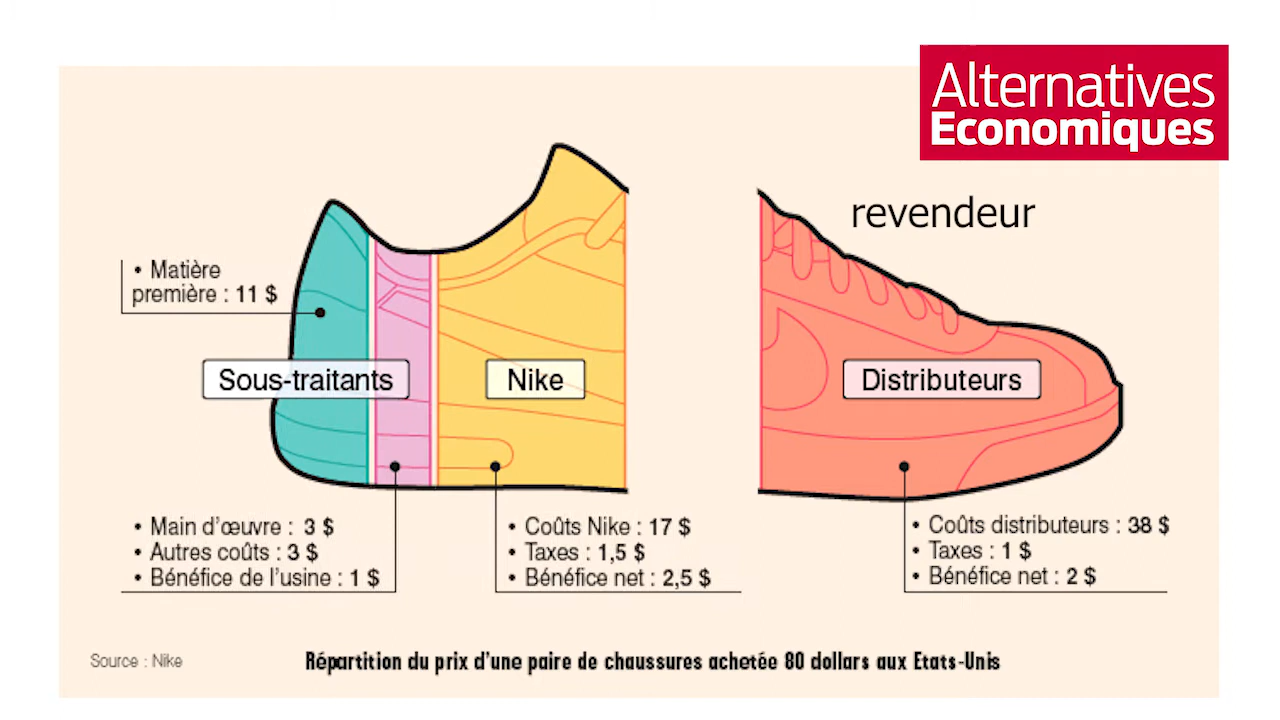 Alternatives
Economiques
revendeur
• Matière
première : 11 $
Sous-traitants
Nike
Distributeurs
• Main d'œuvre : 3 $
• Autres coûts : 3 $
• Bénéfice de l'usine : 1 $
• Coûts Nike : 17 $
• Taxes : 1,5 $
• Bénéfice net : 2,5 $
• Coûts distributeurs : 38 $
• Taxes : 1 $
• Bénéfice net : 2 $
Source : Nike
Répartition du prix d'une paire de chaussures achetée 80 dollars aux Etats-Unis